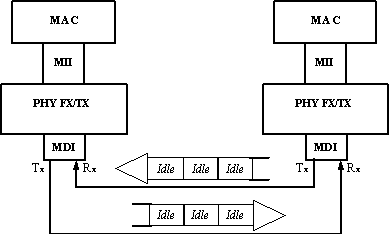 MAC MAC
MII MII
PHY FX/TX PHY FX/TX
MDI MDI
Tx Rx Idle Idle Idle Tx Rx
Idle Idle Idle